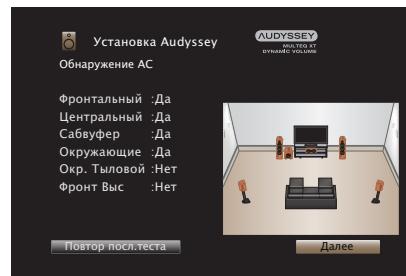 Установка Audyssey
AUDYSSEY
MULTEQ XT
DYNAMIC VOLUME
Обнаружение АС
Фронтальный :Да
Центральный :Да
Сабвуфер :Да
Окружающие :Да
Окр. Тыловой :Нет
Фронт Выс :Нет
Повтор посл.теста
Далее